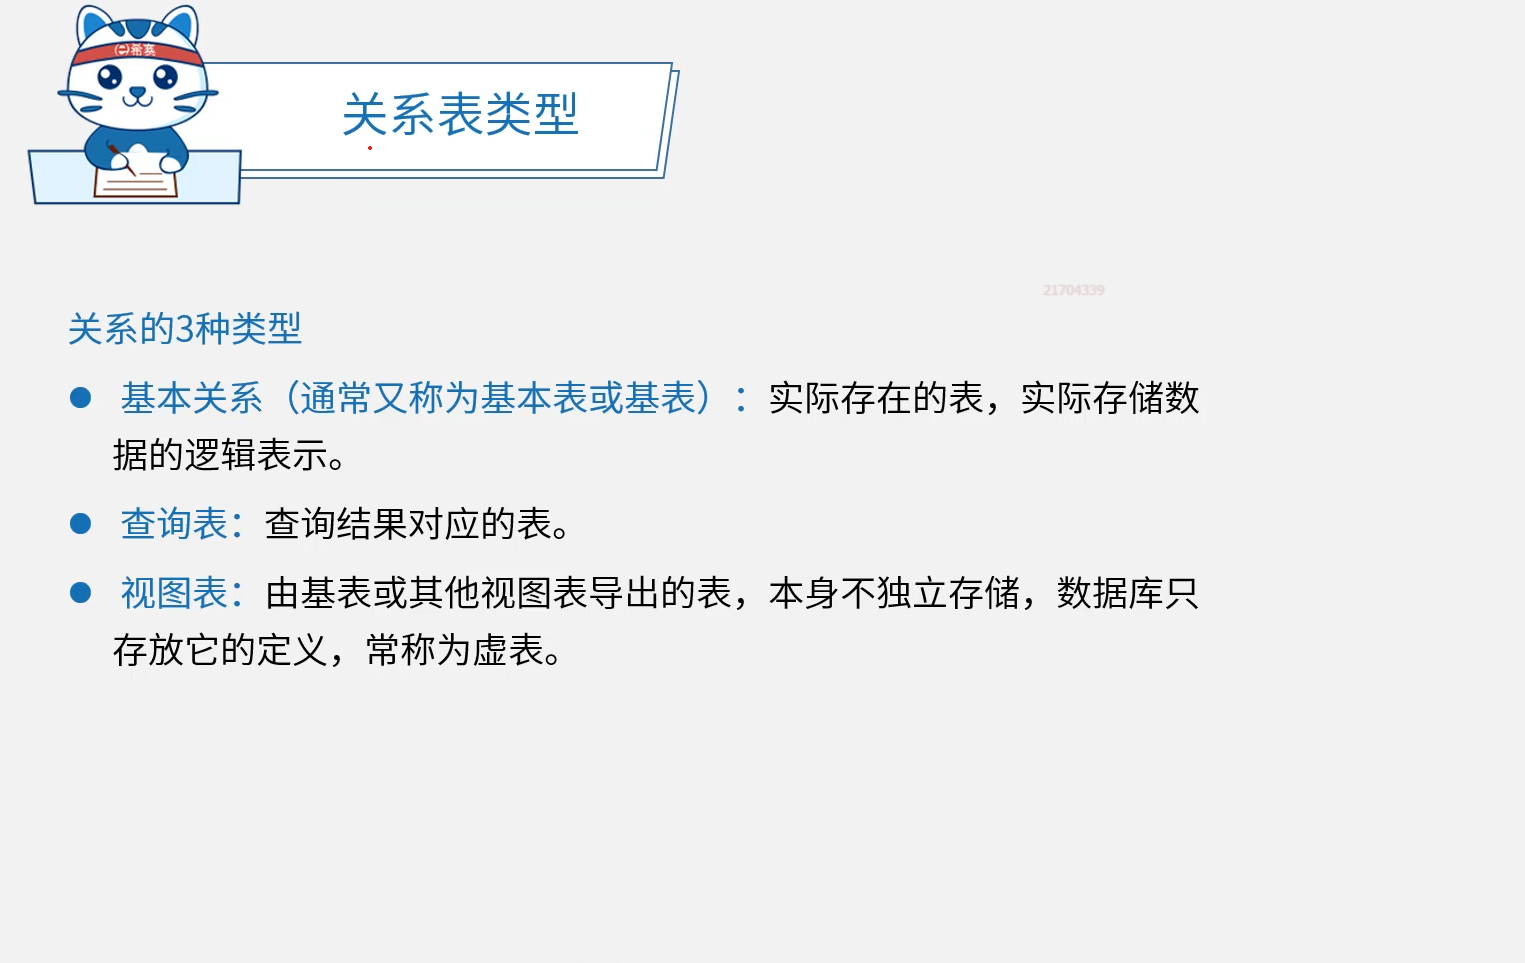 希赛
关系表类型
21704339
关系的3种类型
● 基本关系（通常又称为基本表或基表）：实际存在的表，实际存储数
据的逻辑表示。
● 查询表：查询结果对应的表。
● 视图表：由基表或其他视图表导出的表，本身不独立存储，数据库只
存放它的定义，常称为虚表。